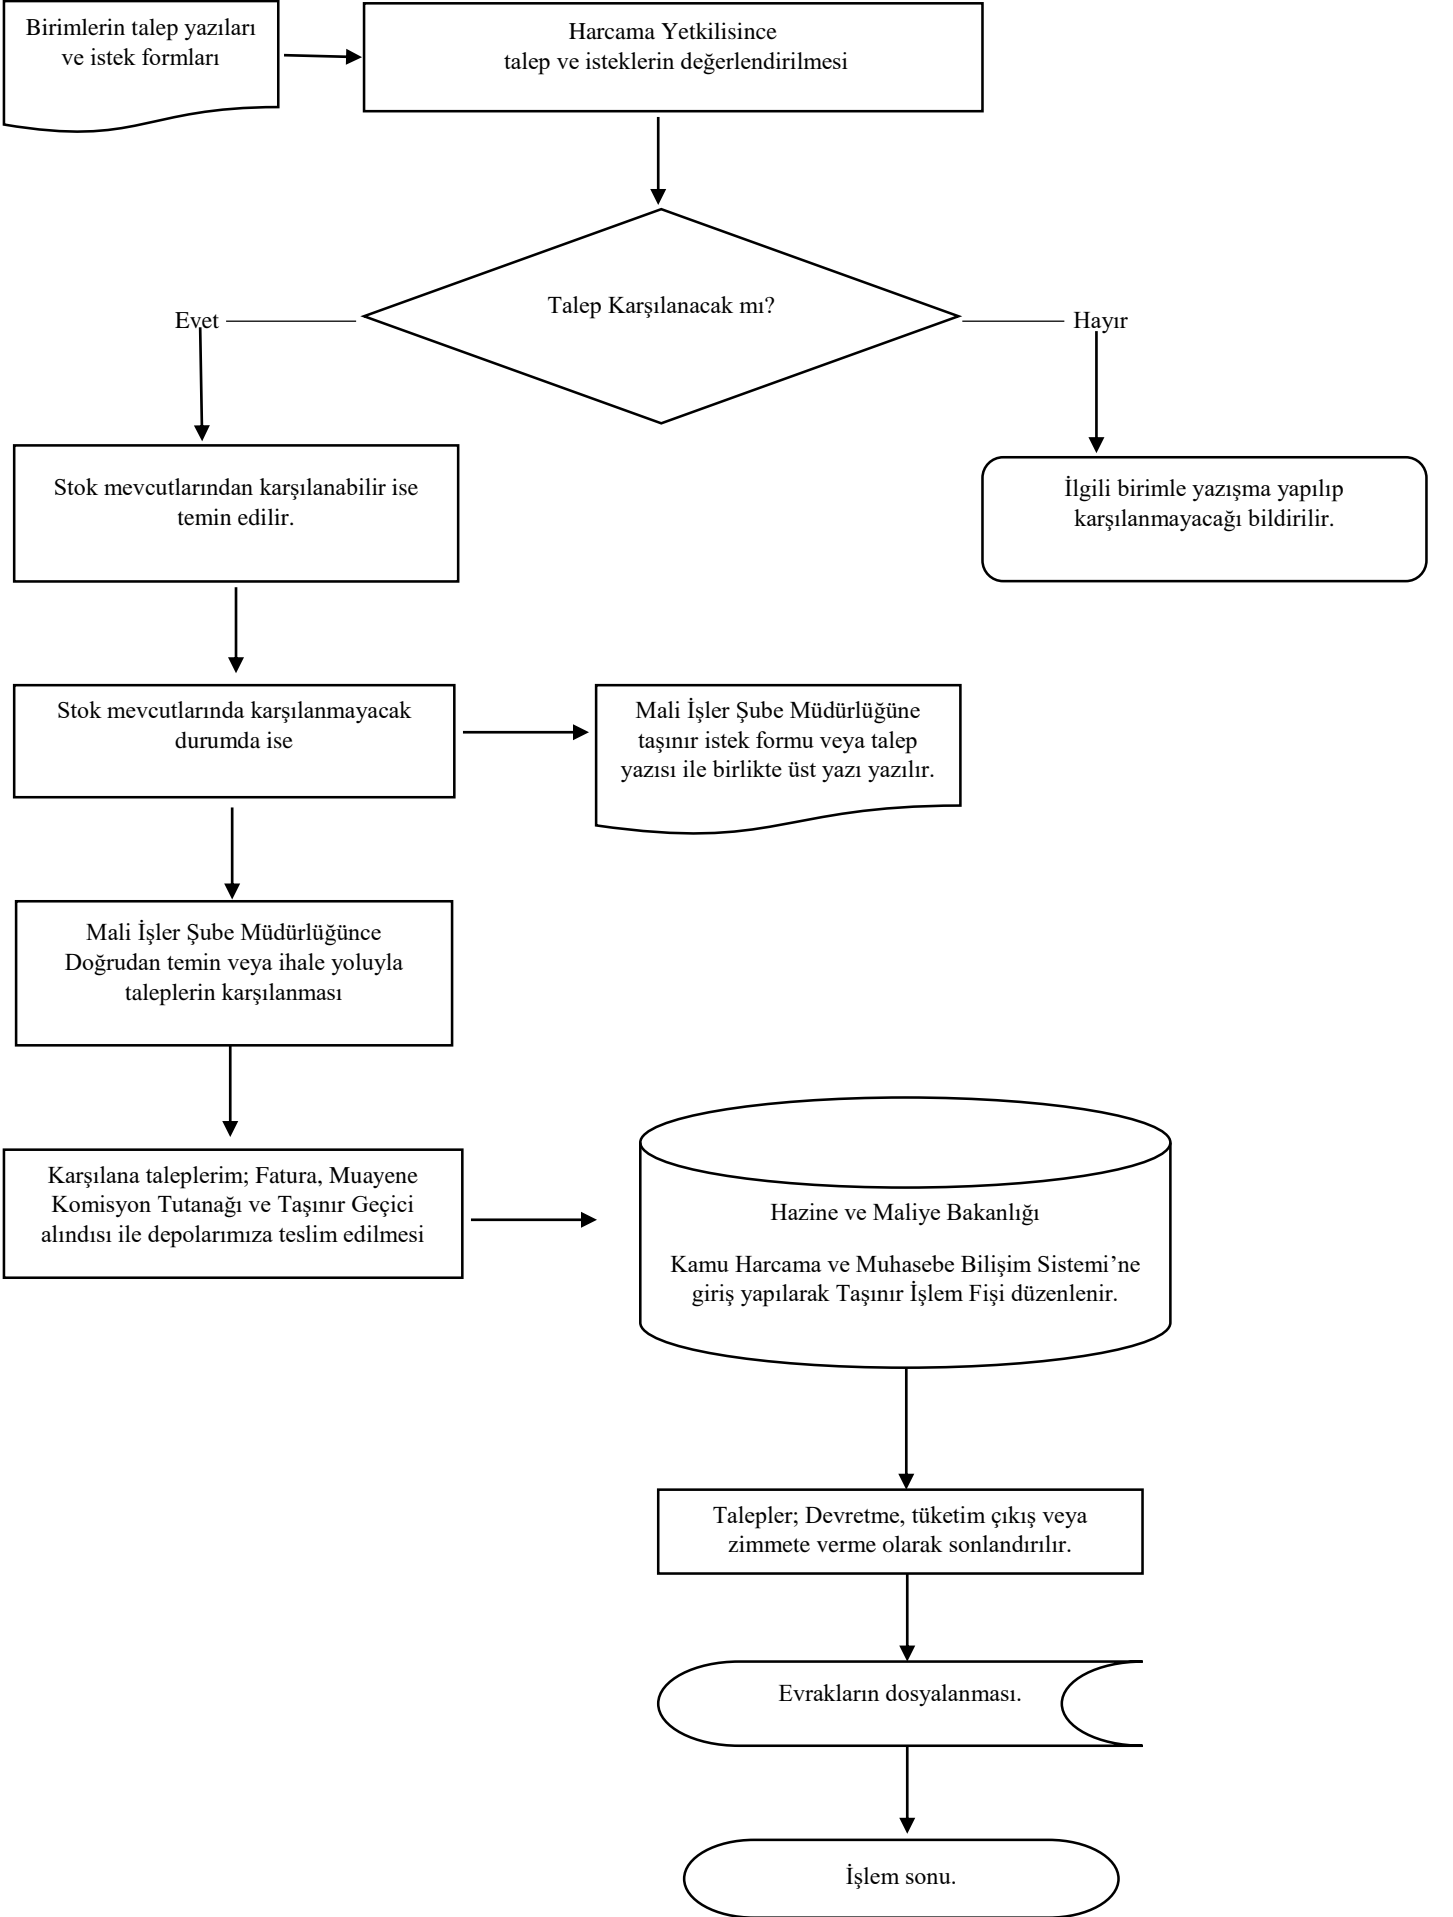 Birimlerin talep yazıları
ve istek formları
Harcama Yetkilisince
talep ve isteklerin değerlendirilmesi
Talep Karşılanacak mı?
Evet
Hayır
Stok mevcutlarından karşılanabilir ise
temin edilir.
İlgili birimle yazışma yapılıp
karşılanmayacağı bildirilir.
Stok mevcutlarında karşılanmayacak
durumda ise
Mali İşler Şube Müdürlüğüne
taşınır istek formu veya talep
yazısı ile birlikte üst yazı yazılır.
Mali İşler Şube Müdürlüğünce
Doğrudan temin veya ihale yoluyla
taleplerin karşılanması
Karşılana taleplerim; Fatura, Muayene
Komisyon Tutanağı ve Taşınır Geçici
alındısı ile depolarımıza teslim edilmesi
Hazine ve Maliye Bakanlığı
Kamu Harcama ve Muhasebe Bilişim Sistemi’ne
giriş yapılarak Taşınır İşlem Fişi düzenlenir.
Talepler; Devretme, tüketim çıkış veya
zimmete verme olarak sonlandırılır.
Evrakların dosyalanması.
İşlem sonu.